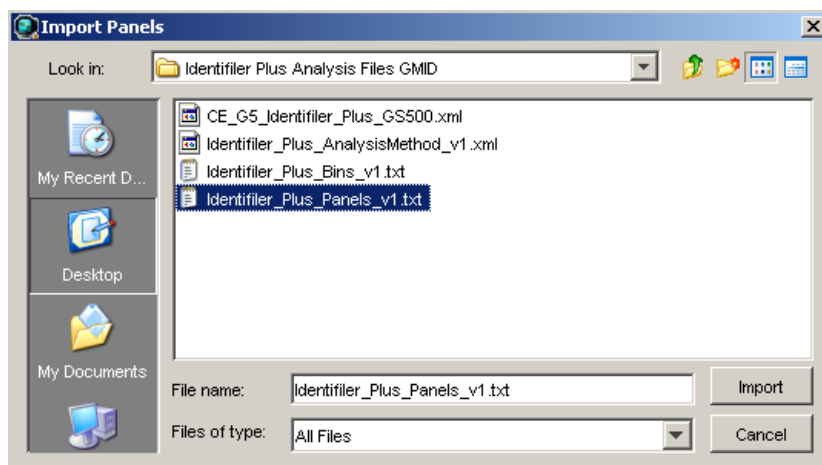 Import Panels
Look in:
Identifiler Plus Analysis Files GMID
CE_G5_Identifiler_Plus_GS500.xml
Identifiler_Plus_AnalysisMethod_v1.xml
Identifiler_Plus_Bins_v1.txt
Identifiler_Plus_Panels_v1.txt
My Recent D...
Desktop
My Documents
File name:
Identifiler_Plus_Panels_v1.txt
Import
Files of type:
All Files
Cancel